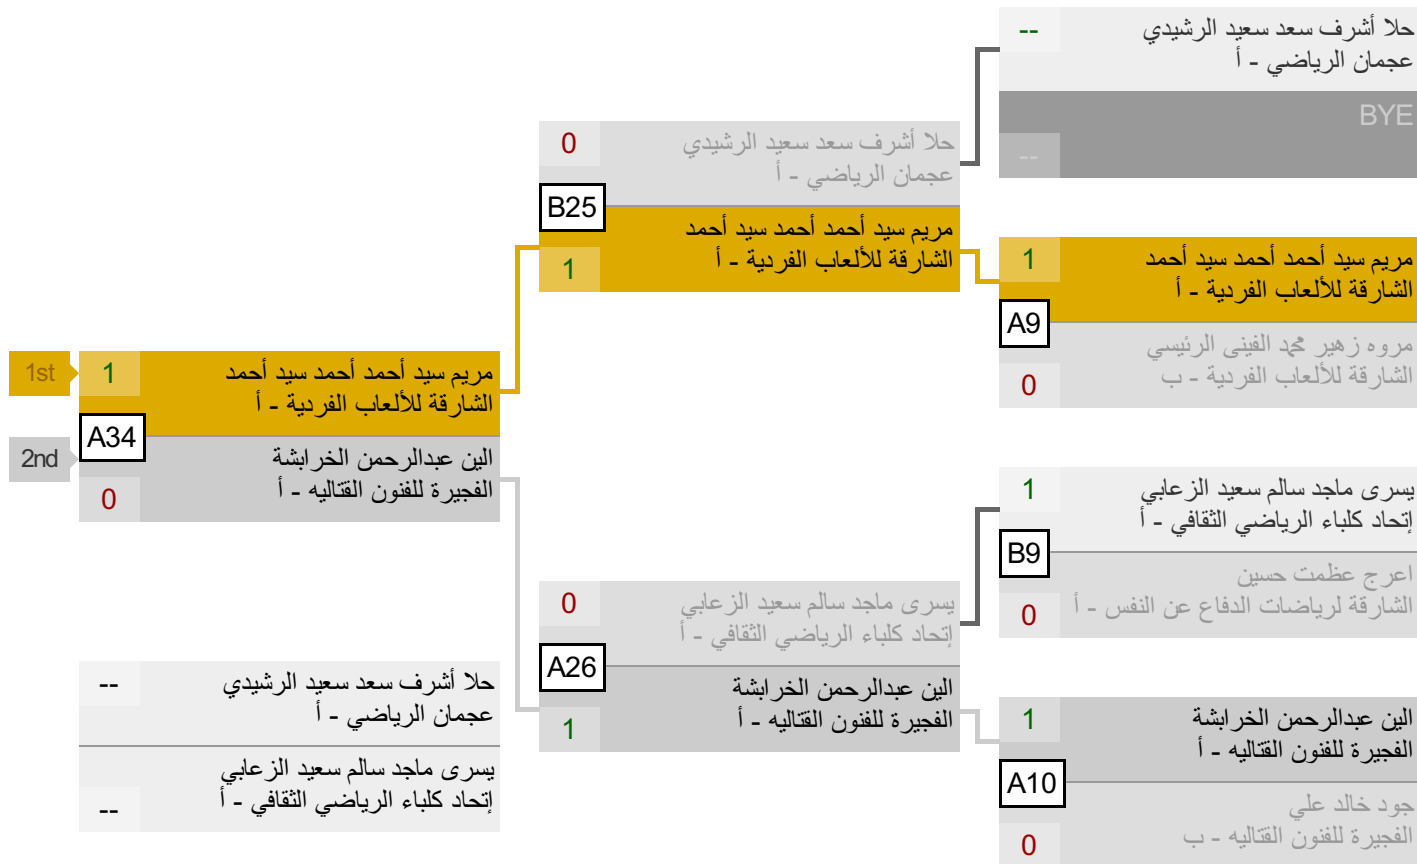 --
حلا أشرف سعد سعيد الرشيدي
عجمان الرياضي - أ
BYE
--
0
حلا أشرف سعد سعيد الرشيدي
عجمان الرياضي - أ
B25
مريم سيد أحمد أحمد سيد أحمد
الشارقة للألعاب الفردية - أ
1
1
مريم سيد أحمد أحمد سيد أحمد
الشارقة للألعاب الفردية - أ
A9
مروه زهير محمد الفينى الرئيسي
الشارقة للألعاب الفردية - ب
0
1st
1
مريم سيد أحمد أحمد سيد أحمد
الشارقة للألعاب الفردية - أ
A34
2nd
الين عبدالرحمن الخرابشة
الفجيرة للفنون القتاليه - أ
0
1
يسرى ماجد سالم سعيد الزعابي
إتحاد كلباء الرياضي الثقافي - أ
B9
اعرج عظمت حسين
الشارقة لرياضات الدفاع عن النفس - أ
0
0
يسرى ماجد سالم سعيد الزعابي
إتحاد كلباء الرياضي الثقافي - أ
A26
الين عبدالرحمن الخرابشة
الفجيرة للفنون القتاليه - أ
1
--
حلا أشرف سعد سعيد الرشيدي
عجمان الرياضي - أ
يسرى ماجد سالم سعيد الزعابي
إتحاد كلباء الرياضي الثقافي - أ
--
1
الين عبدالرحمن الخرابشة
الفجيرة للفنون القتاليه - أ
A10
جود خالد علي
الفجيرة للفنون القتاليه - ب
0